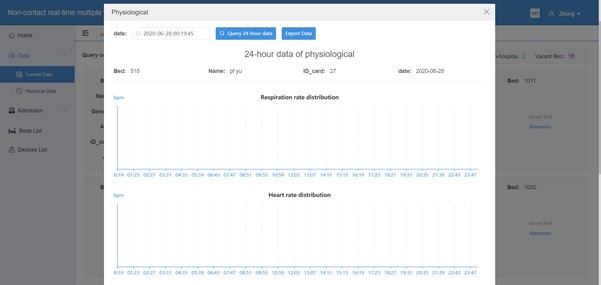 Non-contact real-time multiple
Physiological
Zhong
Home
date: 2020-06-28 00:19:45 Query 24-hour data Export Data
Data
Query co
24-hour data of physiological
hospital : 2 Vacant Bed : 16
Current Data
Bed: 515 Name: pf yu ID_card: 27 date: 2020-06-28
Bed: 1011
Historical Data
bpm Respiration rate distribution
Admission
Vacant bed
Admission
Beds List
ID_c
Devices List
0:19 01:23 02:27 03:31 04:35 05:39 06:43 07:47 08:51 09:55 10:59 12:03 13:07 14:11 15:15 16:19 17:23 18:27 19:31 20:35 21:39 22:43 23:47
Bed: 1030
bpm Heart rate distribution
Vacant bed
Admission
0:19 01:23 02:27 03:31 04:35 05:39 06:43 07:47 08:51 09:55 10:59 12:03 13:07 14:11 15:15 16:19 17:23 18:27 19:31 20:35 21:39 22:43 23:47